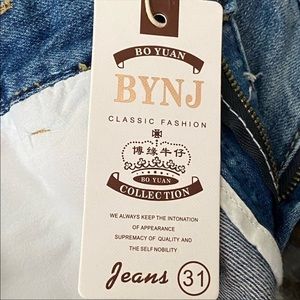 BO YUAN
BYNJ
CLASSIC FASHION
博缘牛仔
BO YUAN
COLLECTION
WE ALWAYS KEEP THE INTONATION
OF APPEARANCE
SUPREMACY OF QUALITY AND
THE SELF NOBILITY
Jeans 31